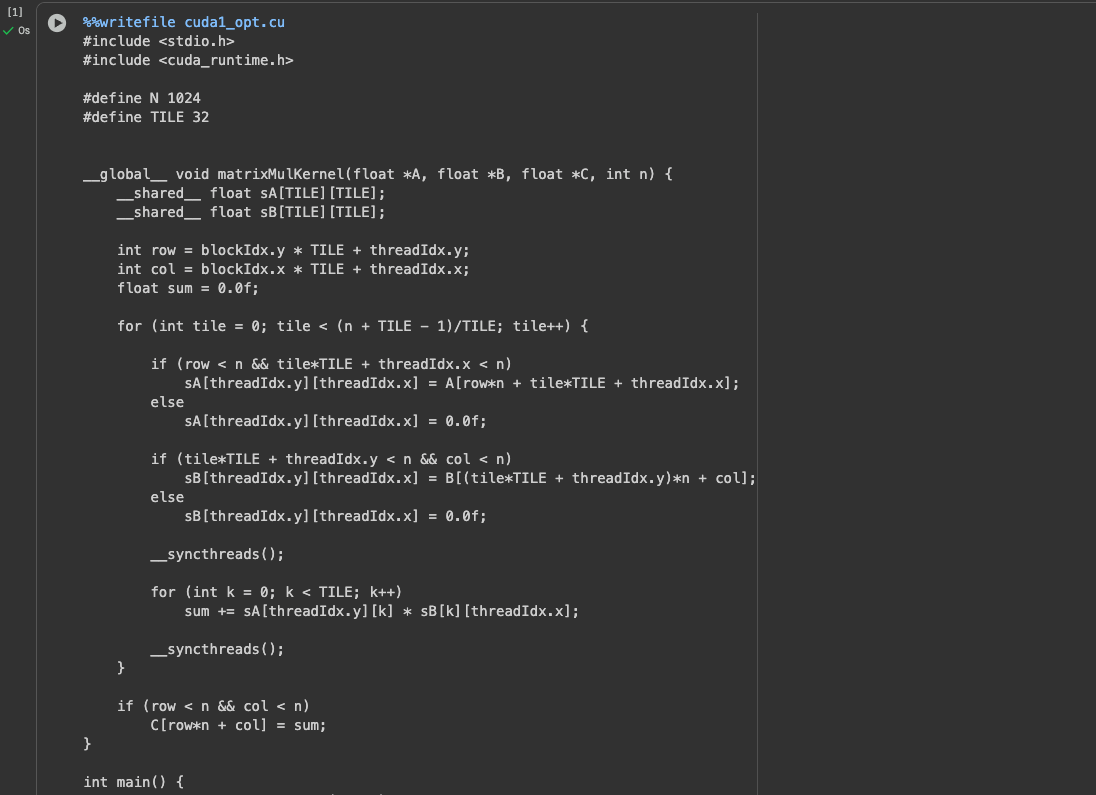 [1]
0s
%%writefile cuda1_opt.cu
#include <stdio.h>
#include <cuda_runtime.h>

#define N 1024
#define TILE 32


__global__ void matrixMulKernel(float *A, float *B, float *C, int n) {
    __shared__ float sA[TILE][TILE];
    __shared__ float sB[TILE][TILE];

    int row = blockIdx.y * TILE + threadIdx.y;
    int col = blockIdx.x * TILE + threadIdx.x;
    float sum = 0.0f;

    for (int tile = 0; tile < (n + TILE - 1)/TILE; tile++) {

        if (row < n && tile*TILE + threadIdx.x < n)
            sA[threadIdx.y][threadIdx.x] = A[row*n + tile*TILE + threadIdx.x];
        else
            sA[threadIdx.y][threadIdx.x] = 0.0f;

        if (tile*TILE + threadIdx.y < n && col < n)
            sB[threadIdx.y][threadIdx.x] = B[(tile*TILE + threadIdx.y)*n + col];
        else
            sB[threadIdx.y][threadIdx.x] = 0.0f;

        __syncthreads();

        for (int k = 0; k < TILE; k++)
            sum += sA[threadIdx.y][k] * sB[k][threadIdx.x];

        __syncthreads();
    }

    if (row < n && col < n)
        C[row*n + col] = sum;
}

int main() {